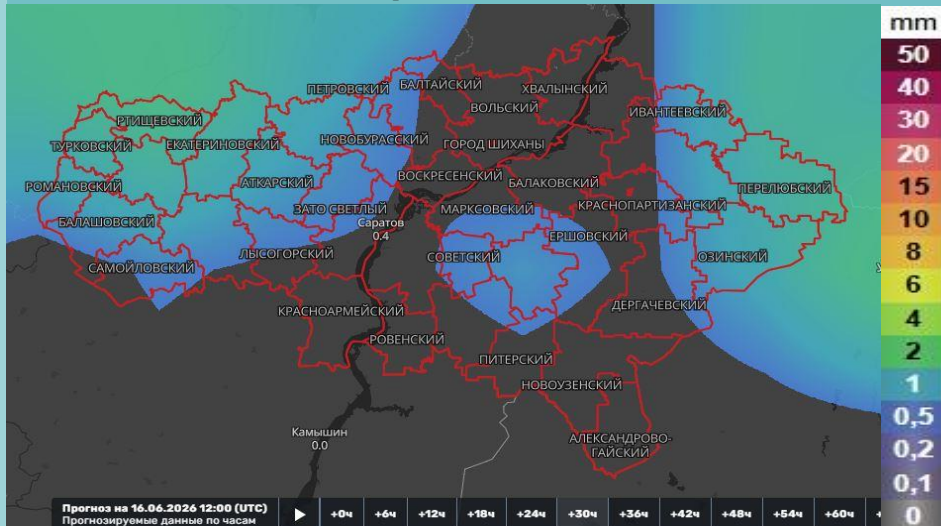 mm
50
40
30
20
15
10
8
6
4
2
1
0,5
0,2
0,1
0
ПЕТРОВСКИЙ
БАЛТАЙСКИЙ
ХВАЛЫНСКИЙ
ВОЛЬСКИЙ
ИВАНТЕЕВСКИЙ
РТИЩЕВСКИЙ
ТУРКОВСКИЙ
ЕКАТЕРИНОВСКИЙ
НОВОБУРАССКИЙ
ГОРОД ШИХАНЫ
РОМАНОВСКИЙ
АТКАРСКИЙ
ВОСКРЕСЕНСКИЙ
БАЛАКОВСКИЙ
ПЕРЕЛЮБСКИЙ
БАЛАШОВСКИЙ
ЗАТО СВЕТЛЫЙ
МАРКСОВСКИЙ
КРАСНОПАРТИЗАНСКИЙ
Саратов
0.4
ЕРШОВСКИЙ
САМОЙЛОВСКИЙ
ЛЫСОГОРСКИЙ
СОВЕТСКИЙ
ОЗИНСКИЙ
КРАСНОАРМЕЙСКИЙ
ДЕРГАЧЕВСКИЙ
РОВЕНСКИЙ
ПИТЕРСКИЙ
НОВОУЗЕНСКИЙ
Камышин
0.0
АЛЕКСАНДРОВО-
ГАЙСКИЙ
Прогноз на 16.06.2026 12:00 (UTC)
Прогнозируемые данные по часам
+0ч +6ч +12ч +18ч +24ч +30ч +36ч +42ч +48ч +54ч +60ч